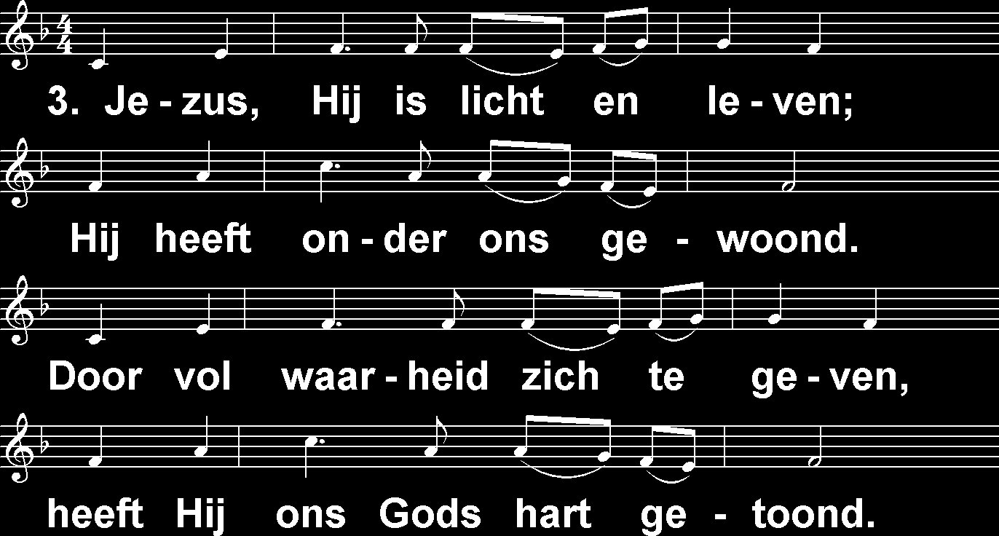 3. Je - zus, Hij is licht en le - ven;
Hij heeft on - der ons ge - woond.
Door vol waar - heid zich te ge - ven,
heeft Hij ons Gods hart ge - toond.